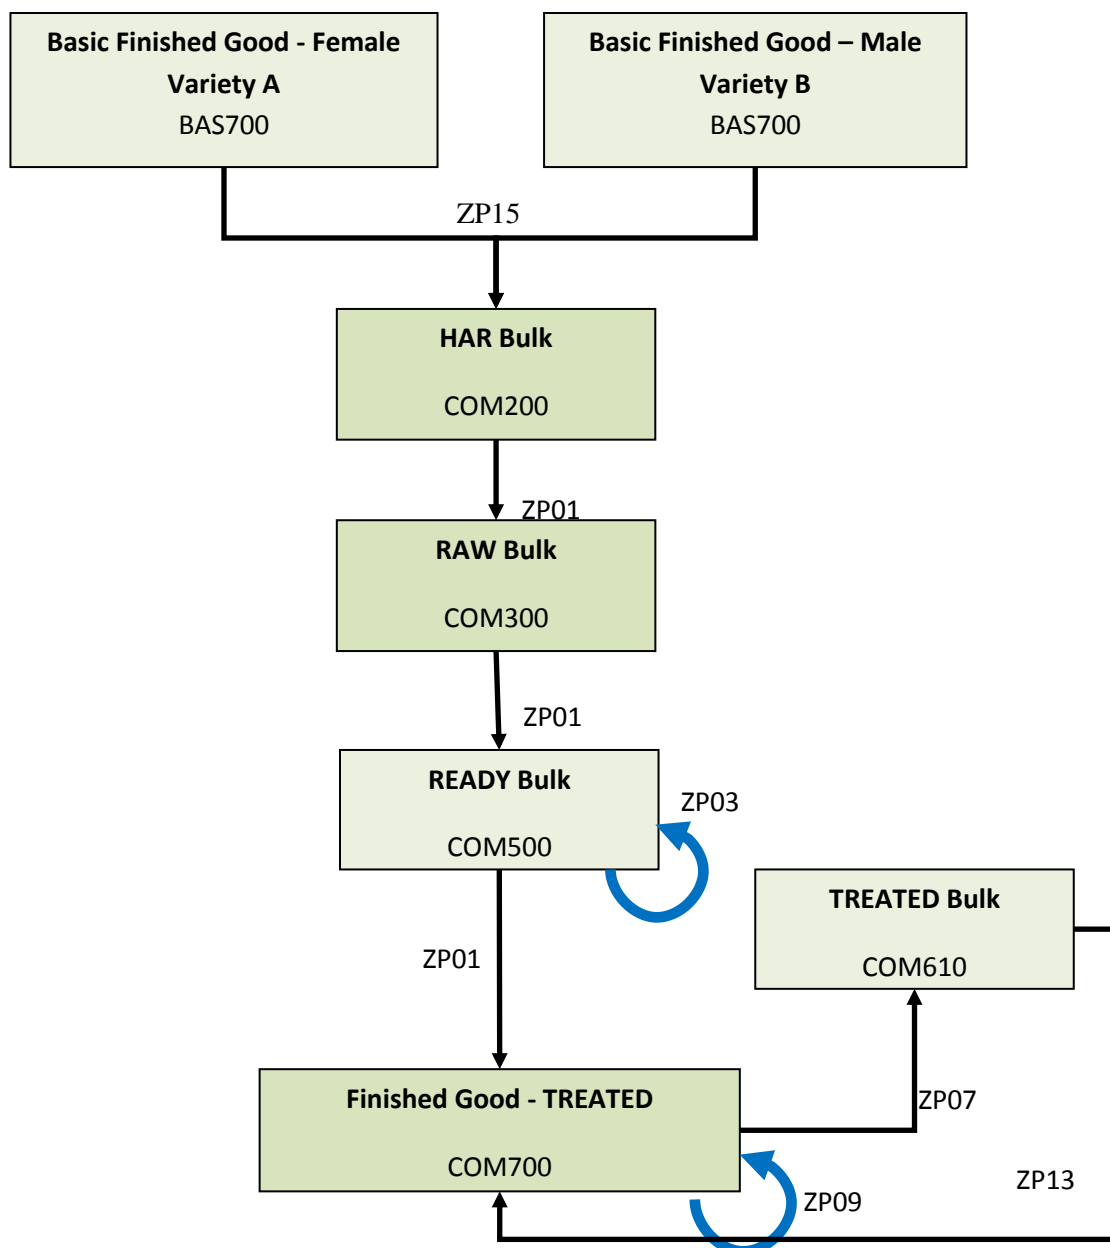 Basic Finished Good - Female
Variety A
BAS700
Basic Finished Good – Male
Variety B
BAS700
ZP15
HAR Bulk
COM200
ZP01
RAW Bulk
COM300
ZP01
READY Bulk
COM500
ZP03
ZP01
TREATED Bulk
COM610
Finished Good - TREATED
COM700
ZP07
ZP09
ZP13